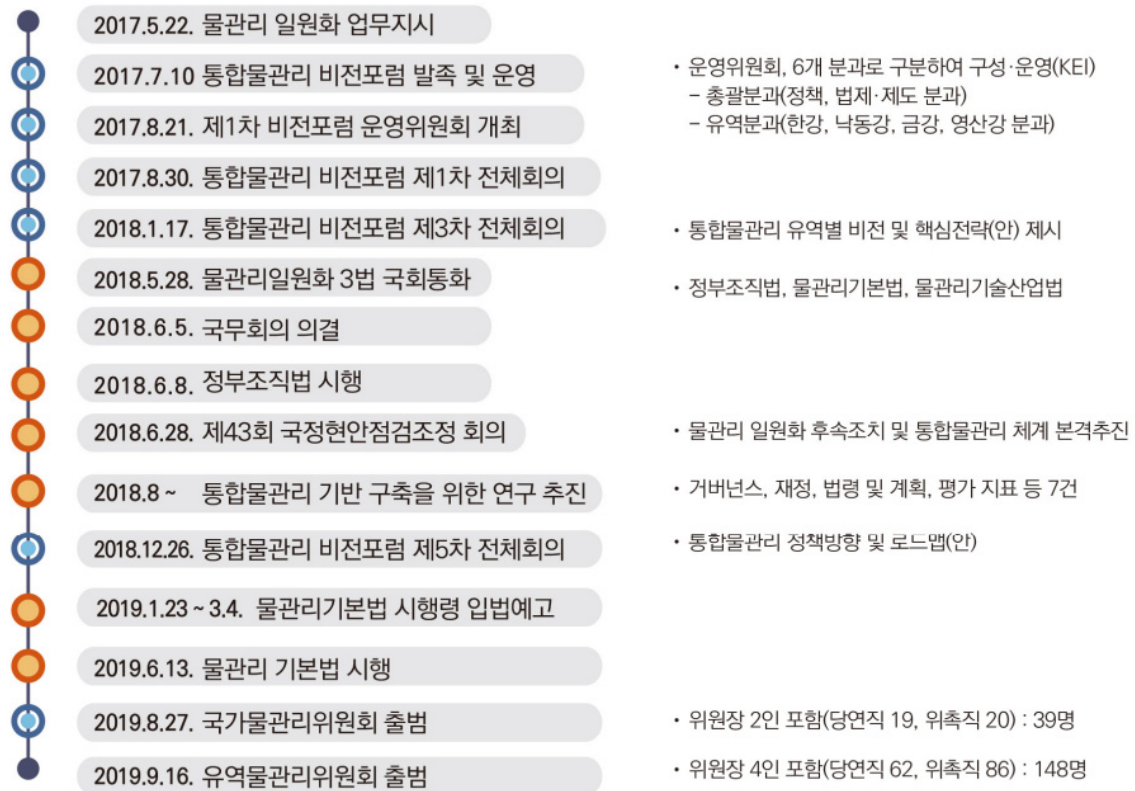 2017.5.22. 물관리 일원화 업무지시
2017.7.10 통합물관리 비전포럼 발족 및 운영
• 운영위원회, 6개 분과로 구분하여 구성·운영(KEI)
– 총괄분과(정책, 법제·제도 분과)
– 유역분과(한강, 낙동강, 금강, 영산강 분과)
2017.8.21. 제1차 비전포럼 운영위원회 개최
2017.8.30. 통합물관리 비전포럼 제1차 전체회의
2018.1.17. 통합물관리 비전포럼 제3차 전체회의
• 통합물관리 유역별 비전 및 핵심전략(안) 제시
2018.5.28. 물관리일원화 3법 국회통화
• 정부조직법, 물관리기본법, 물관리기술산업법
2018.6.5. 국무회의 의결
2018.6.8. 정부조직법 시행
2018.6.28. 제43회 국정현안점검조정 회의
• 물관리 일원화 후속조치 및 통합물관리 체계 본격추진
2018.8 ~ 통합물관리 기반 구축을 위한 연구 추진
• 거버넌스, 재정, 법령 및 계획, 평가 지표 등 7건
2018.12.26. 통합물관리 비전포럼 제5차 전체회의
• 통합물관리 정책방향 및 로드맵(안)
2019.1.23 ~ 3.4. 물관리기본법 시행령 입법예고
2019.6.13. 물관리 기본법 시행
2019.8.27. 국가물관리위원회 출범
• 위원장 2인 포함(당연직 19, 위촉직 20) : 39명
2019.9.16. 유역물관리위원회 출범
• 위원장 4인 포함(당연직 62, 위촉직 86) : 148명